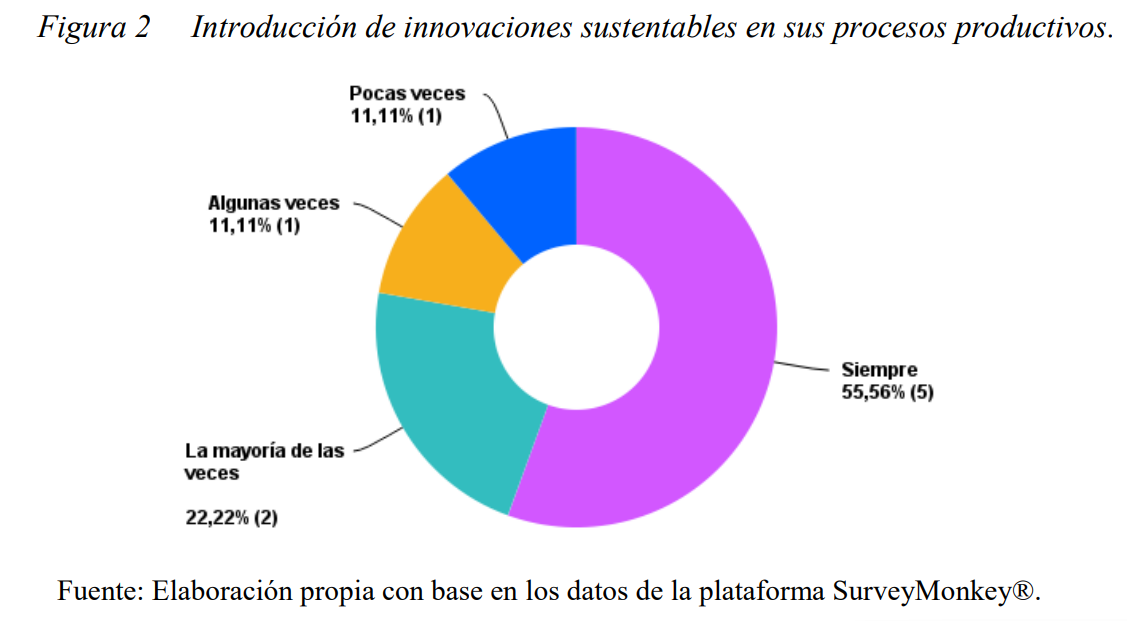 Figura 2 Introducción de innovaciones sustentables en sus procesos productivos.
Pocas veces
11,11% (1)
Algunas veces
11,11% (1)
Siempre
55,56% (5)
La mayoría de las
veces
22,22% (2)
Fuente: Elaboración propia con base en los datos de la plataforma SurveyMonkey®.